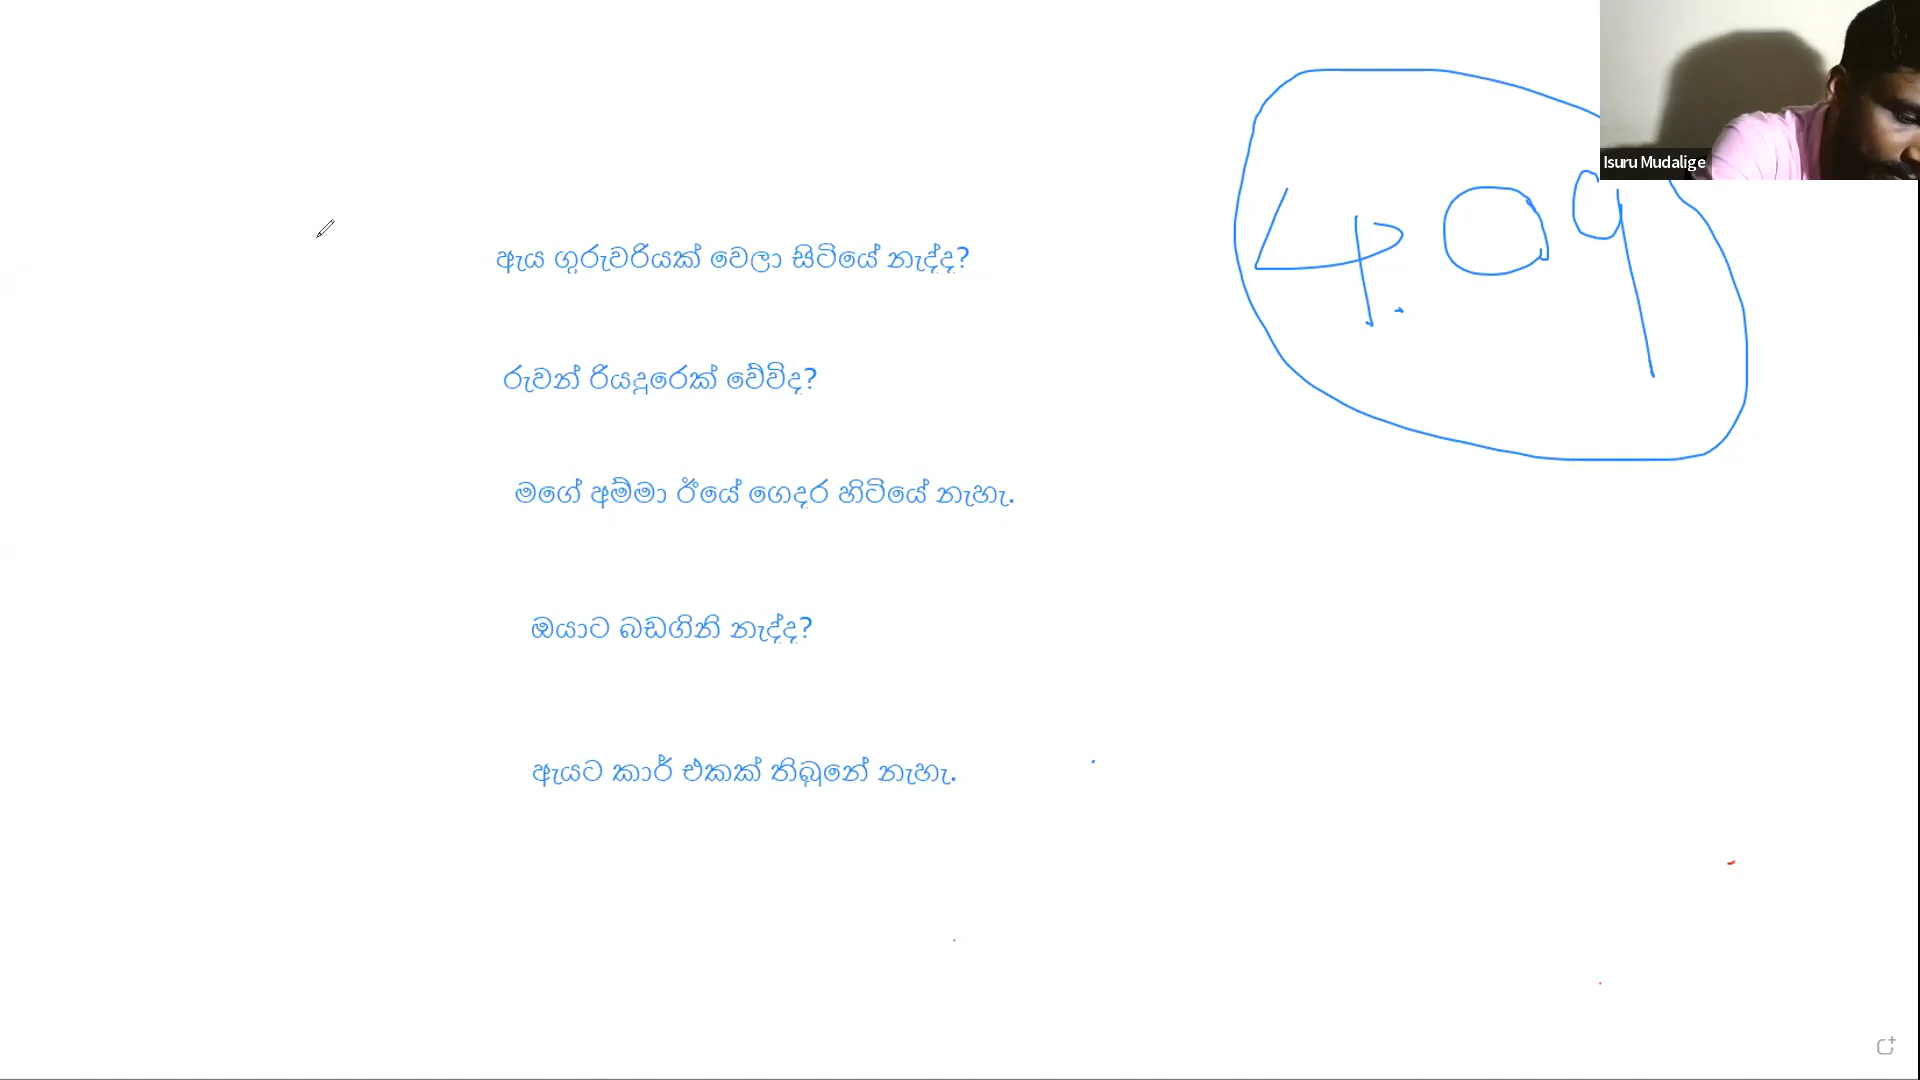 Isuru Mudalige
4.09
ඇය ගුරුවරියක් වෙලා සිටියේ නැද්ද?
රුවන් රියදුරෙක් වේවිද?
මගේ අම්මා ඊයේ ගෙදර හිටියේ නැහැ.
ඔයාට බඩගිනි නැද්ද?
ඇයට කාර් එකක් තිබුනේ නැහැ.